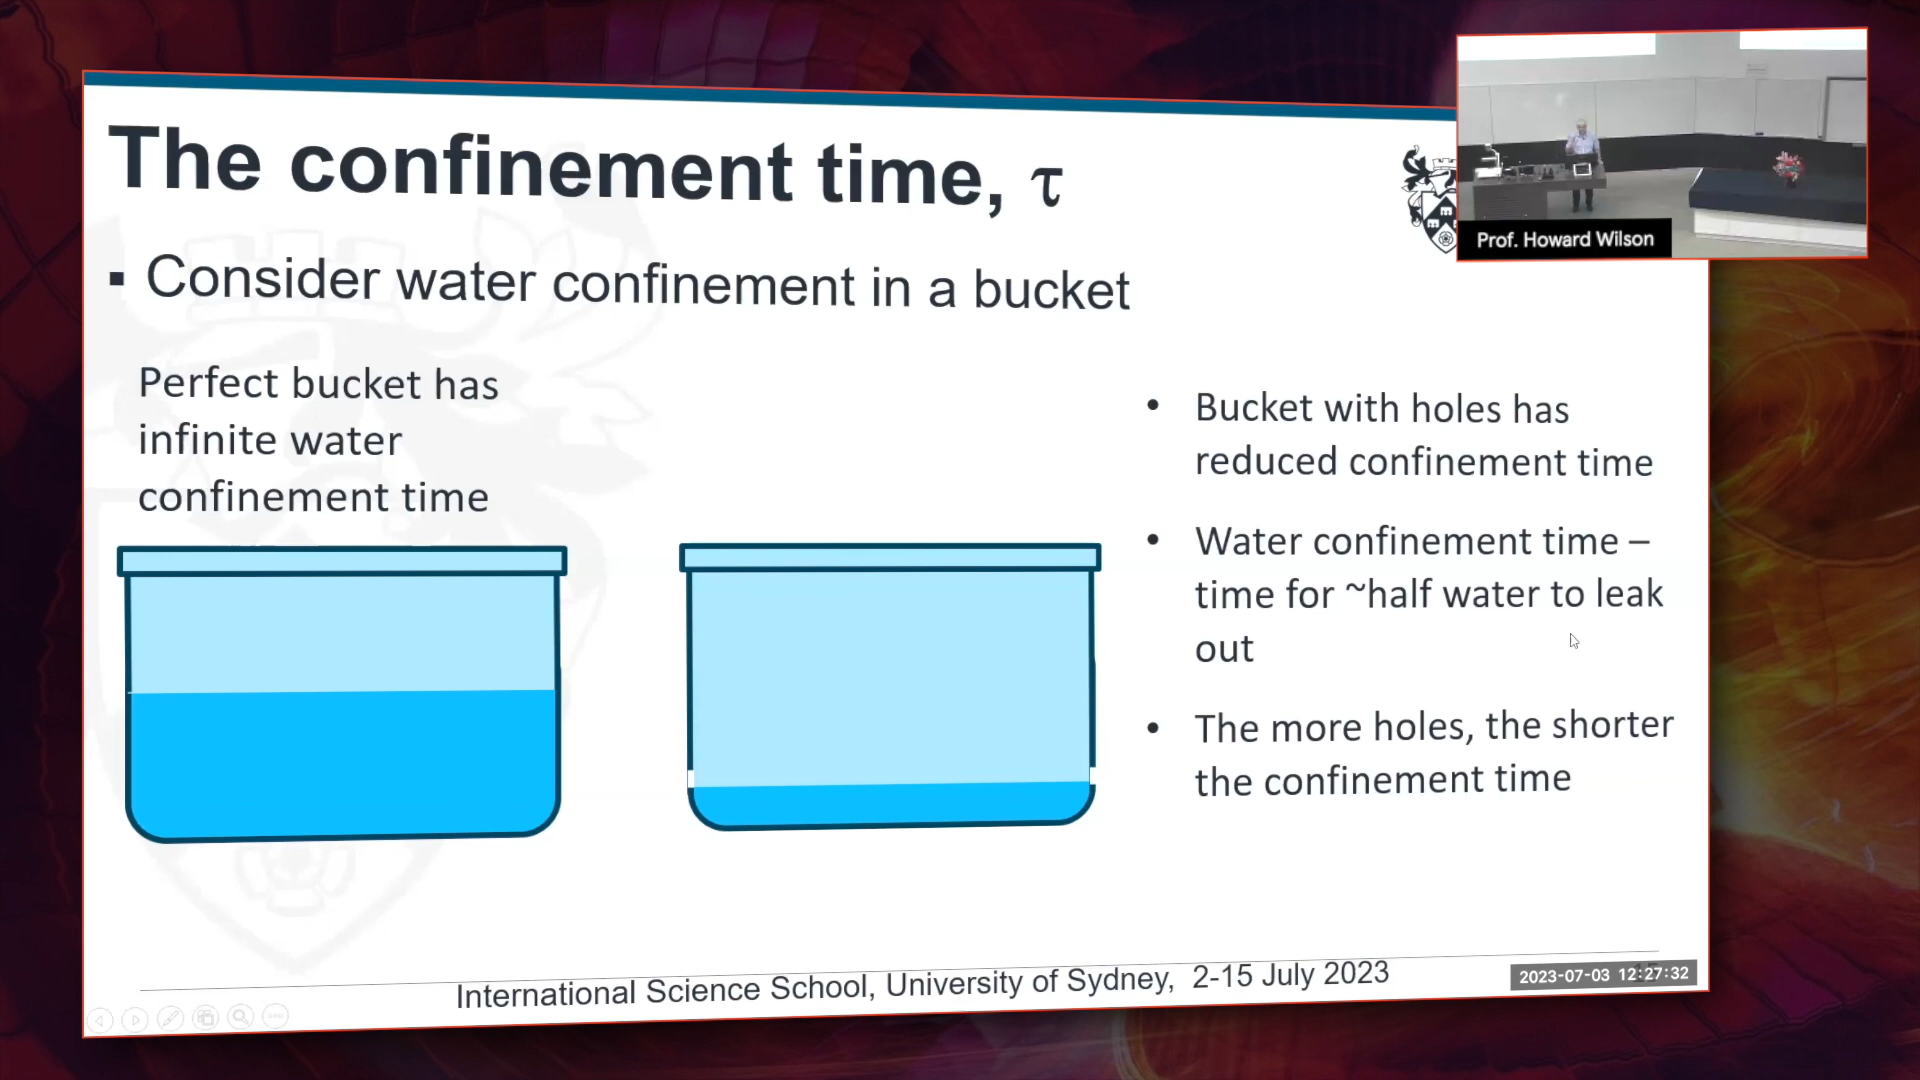 The confinement time, τ
▪ Consider water confinement in a bucket
Perfect bucket has
infinite water
confinement time
• Bucket with holes has
reduced confinement time
• Water confinement time –
time for ~half water to leak
out
• The more holes, the shorter
the confinement time
Prof. Howard Wilson
International Science School, University of Sydney, 2-15 July 2023
2023-07-03 12:27:32